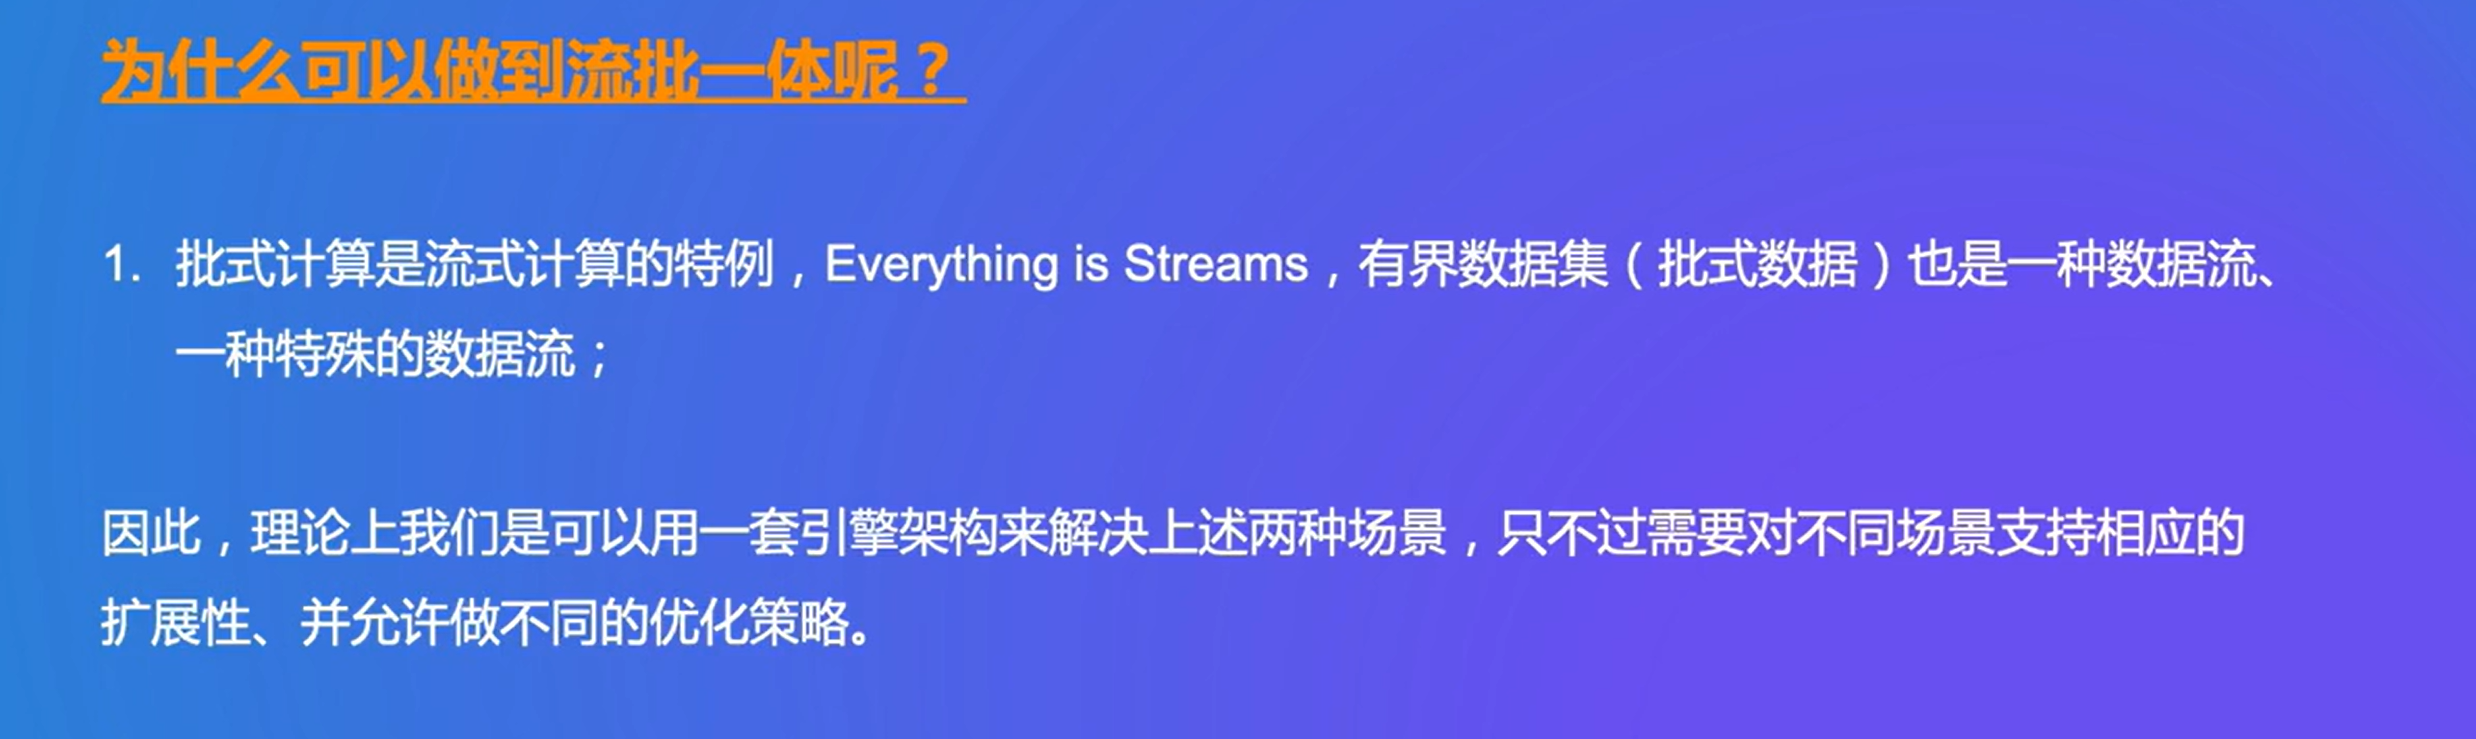 为什么可以做到流批一体呢？
1. 批式计算是流式计算的特例，Everything is Streams，有界数据集（批式数据）也是一种数据流、
一种特殊的数据流；
因此，理论上我们是可以用一套引擎架构来解决上述两种场景，只不过需要对不同场景支持相应的
扩展性、并允许做不同的优化策略。